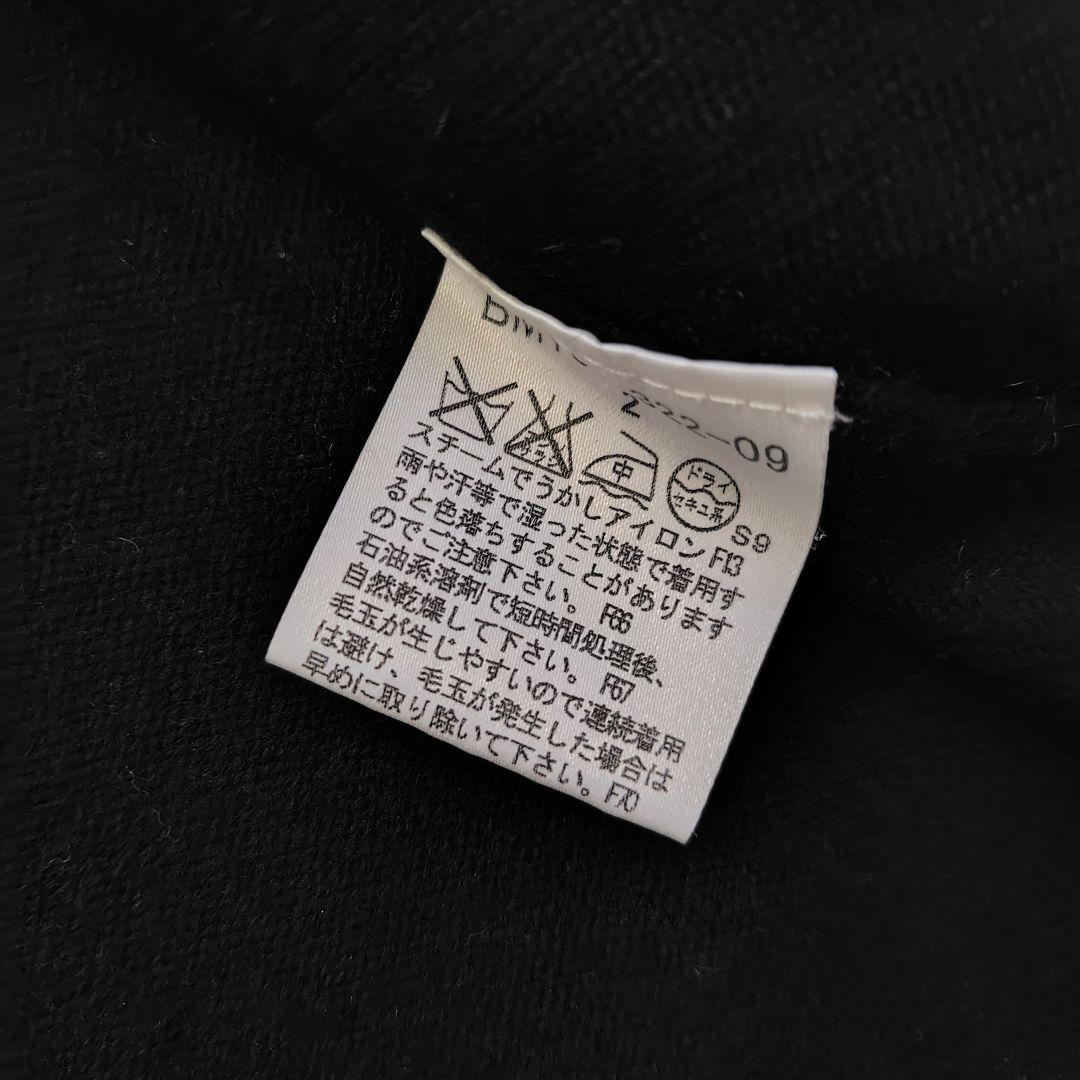 222-09
エンソ
中
ドライ
セキユ系
S9
スチームでうかしアイロン F13
雨や汗等で湿った状態で着用す
ると色落ちすることがあります
のでご注意下さい。 F66
石油系溶剤で短時間処理後、
自然乾燥して下さい。 F67
毛玉が生じやすいので連続着用
は避け、毛玉が発生した場合は
早めに取り除いて下さい。 F70